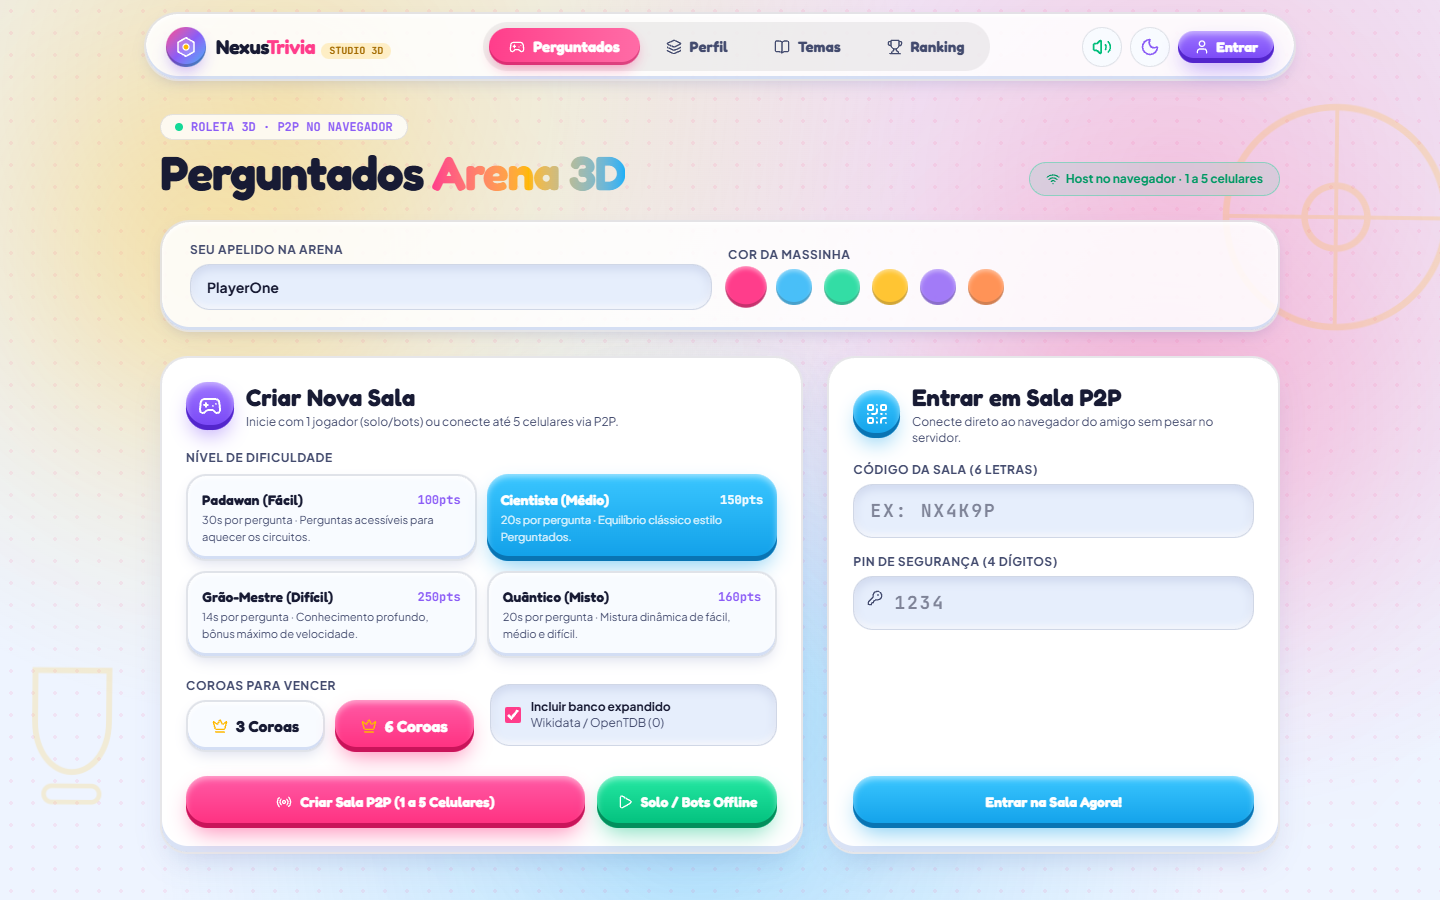 NexusTrivia STUDIO 3D
Perguntados
Perfil
Temas
Ranking
Entrar
ROLETA 3D · P2P NO NAVEGADOR
Perguntados Arena 3D
Host no navegador · 1 a 5 celulares
SEU APELIDO NA ARENA
PlayerOne
COR DA MASSINHA
Criar Nova Sala
Inicie com 1 jogador (solo/bots) ou conecte até 5 celulares via P2P.
NÍVEL DE DIFICULDADE
Padawan (Fácil) 100pts
30s por pergunta · Perguntas acessíveis para
aquecer os circuitos.
Cientista (Médio) 150pts
20s por pergunta · Equilíbrio clássico estilo
Perguntados.
Grão-Mestre (Difícil) 250pts
14s por pergunta · Conhecimento profundo,
bônus máximo de velocidade.
Quântico (Misto) 160pts
20s por pergunta · Mistura dinâmica de fácil,
médio e difícil.
COROAS PARA VENCER
3 Coroas
6 Coroas
Incluir banco expandido
Wikidata / OpenTDB (0)
Criar Sala P2P (1 a 5 Celulares)
Solo / Bots Offline
Entrar em Sala P2P
Conecte direto ao navegador do amigo sem pesar no
servidor.
CÓDIGO DA SALA (6 LETRAS)
EX: NX4K9P
PIN DE SEGURANÇA (4 DÍGITOS)
1234
Entrar na Sala Agora!